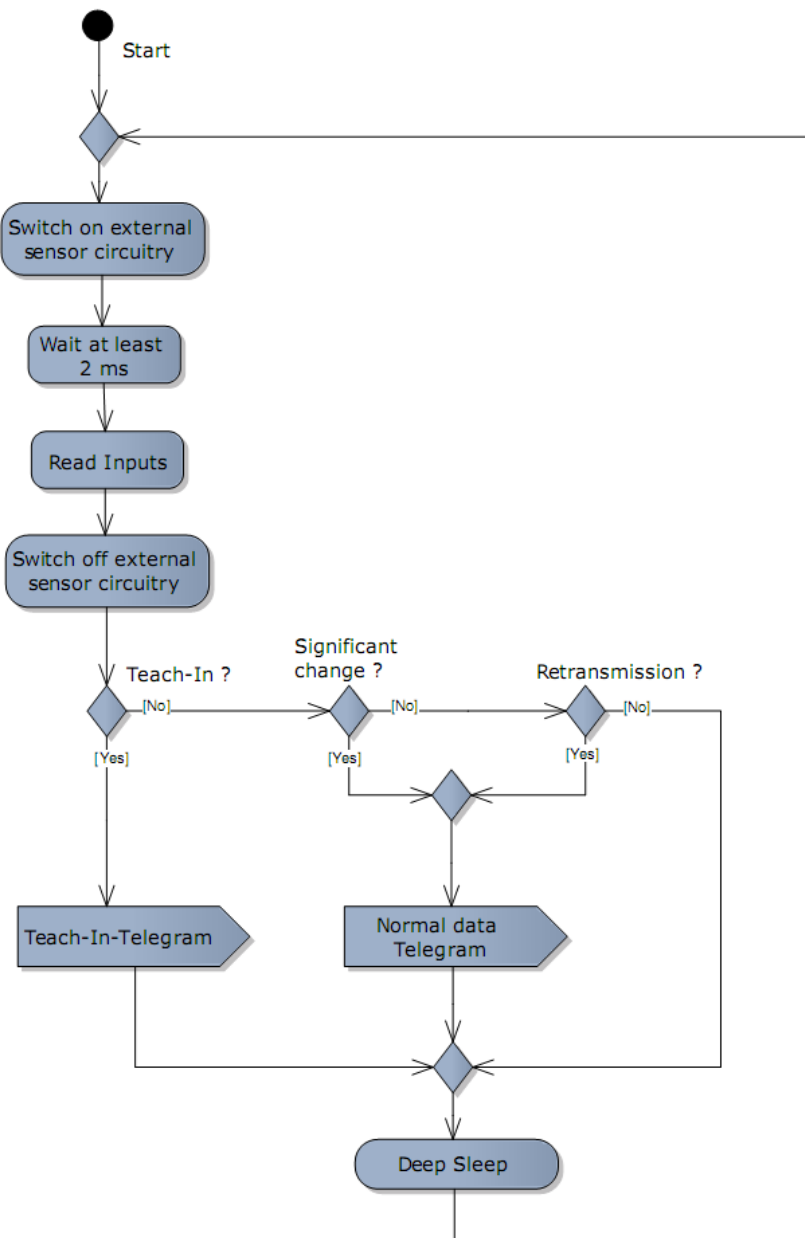 Start
Switch on external
sensor circuitry
Wait at least
2 ms
Read Inputs
Switch off external
sensor circuitry
Teach-In ?
Significant
change ?
Retransmission ?
[No]
[No]
[No]
[Yes]
[Yes]
[Yes]
Teach-In-Telegram
Normal data
Telegram
Deep Sleep